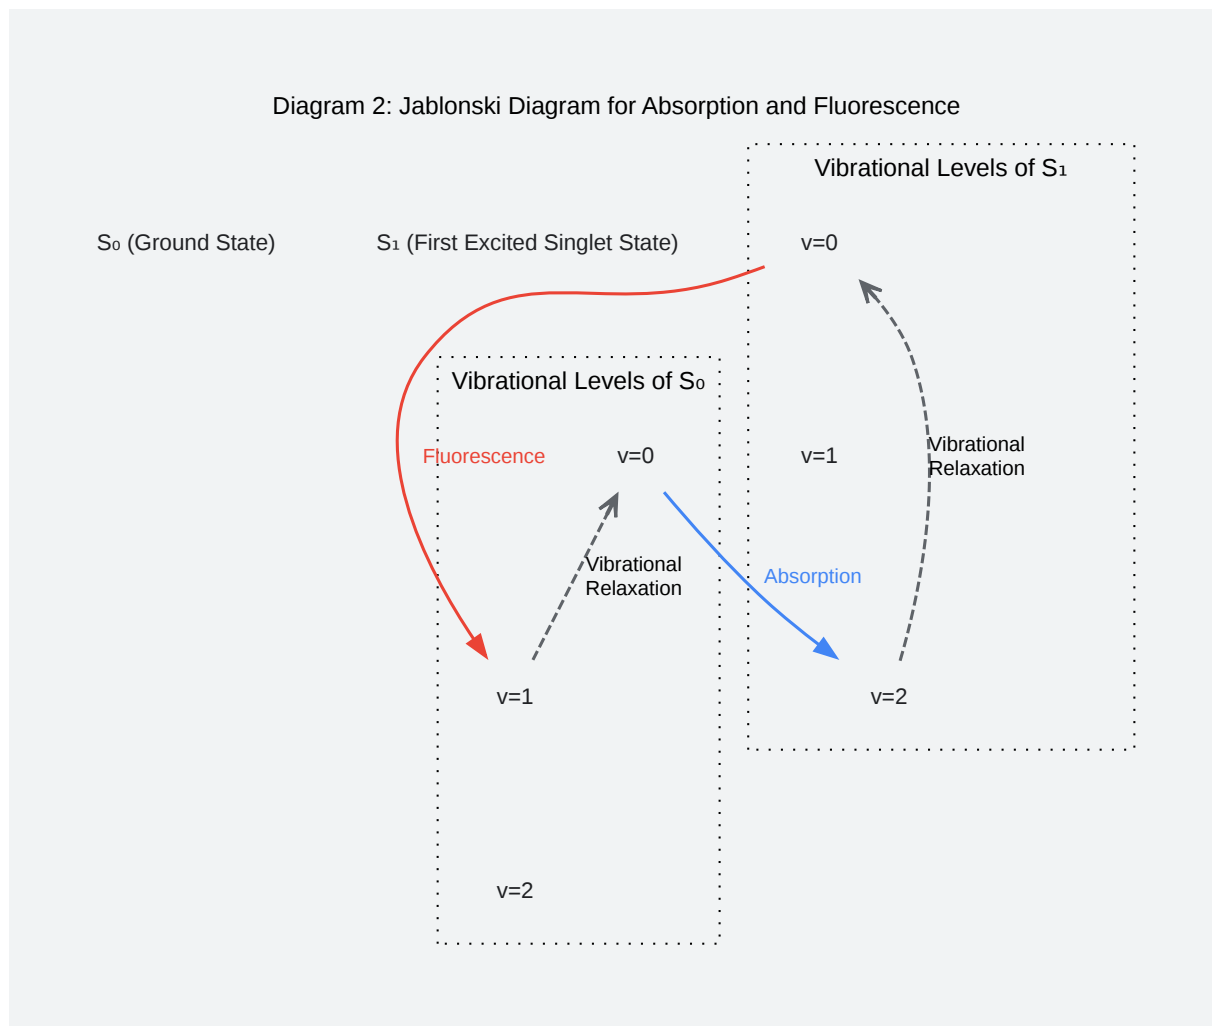 Diagram 2: Jablonski Diagram for Absorption and Fluorescence
Vibrational Levels of S₁
S₀ (Ground State)
S₁ (First Excited Singlet State)
v=0
Vibrational Levels of S₀
Fluorescence
v=0
v=1
Vibrational
Relaxation
Vibrational
Relaxation
Absorption
v=1
v=2
v=2